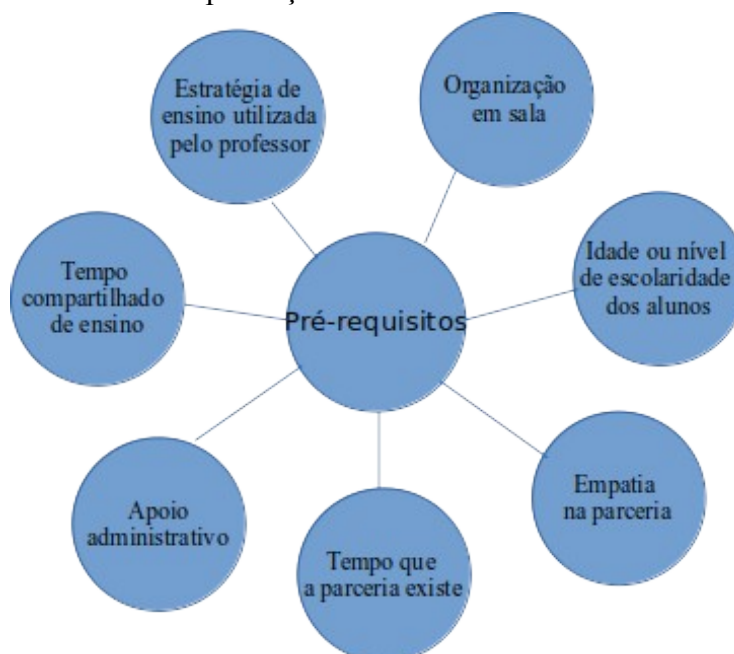 Estratégia de
ensino utilizada
pelo professor
Organização
em sala
Tempo
compartilhado
de ensino
Pré-requisitos
Idade ou nível
de escolaridade
dos alunos
Apoio
administrativo
Tempo que
a parceria existe
Empatia
na parceria